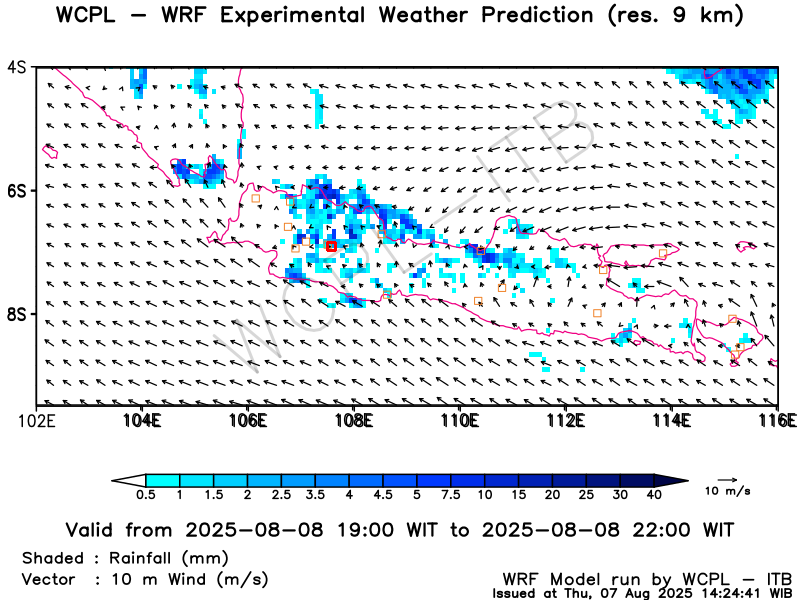 WCPL – WRF Experimental Weather Prediction (res. 9 km)
4S
6S
8S
102E 104E 106E 108E 110E 112E 114E 116E
WCPL–ITB
0.5 1 1.5 2 2.5 3.5 4 4.5 5 7.5 10 15 20 25 30 40
10 m/s
Valid from 2025–08–08 19:00 WIT to 2025–08–08 22:00 WIT
Shaded : Rainfall (mm)
Vector : 10 m Wind (m/s)
WRF Model run by WCPL – ITB
Issued at Thu, 07 Aug 2025 14:24:41 WIB